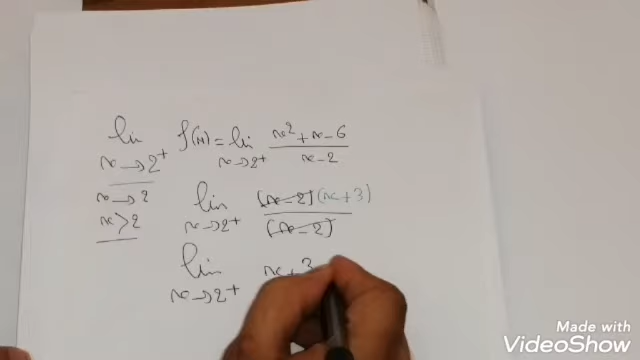 lim x→2⁺ f(x) = lim x→2⁺ x² + x - 6 / x - 2
x→2
x > 2
lim x→2⁺ (x-2)(x+3) / (x-2)
lim x→2⁺ x+3
Made with
VideoShow